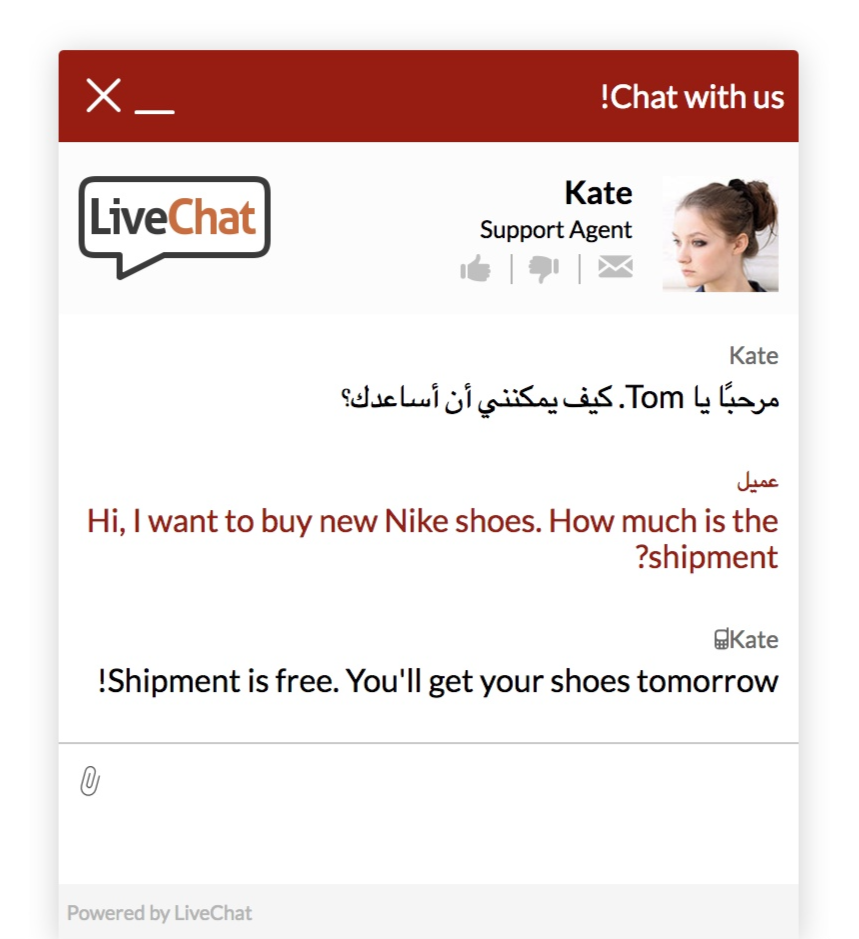 !Chat with us
LiveChat
Kate
Support Agent
Kate
مرحبًا يا Tom. كيف يمكنني أن أساعدك؟
عميل
Hi, I want to buy new Nike shoes. How much is the
?shipment
Kate
!Shipment is free. You'll get your shoes tomorrow
Powered by LiveChat